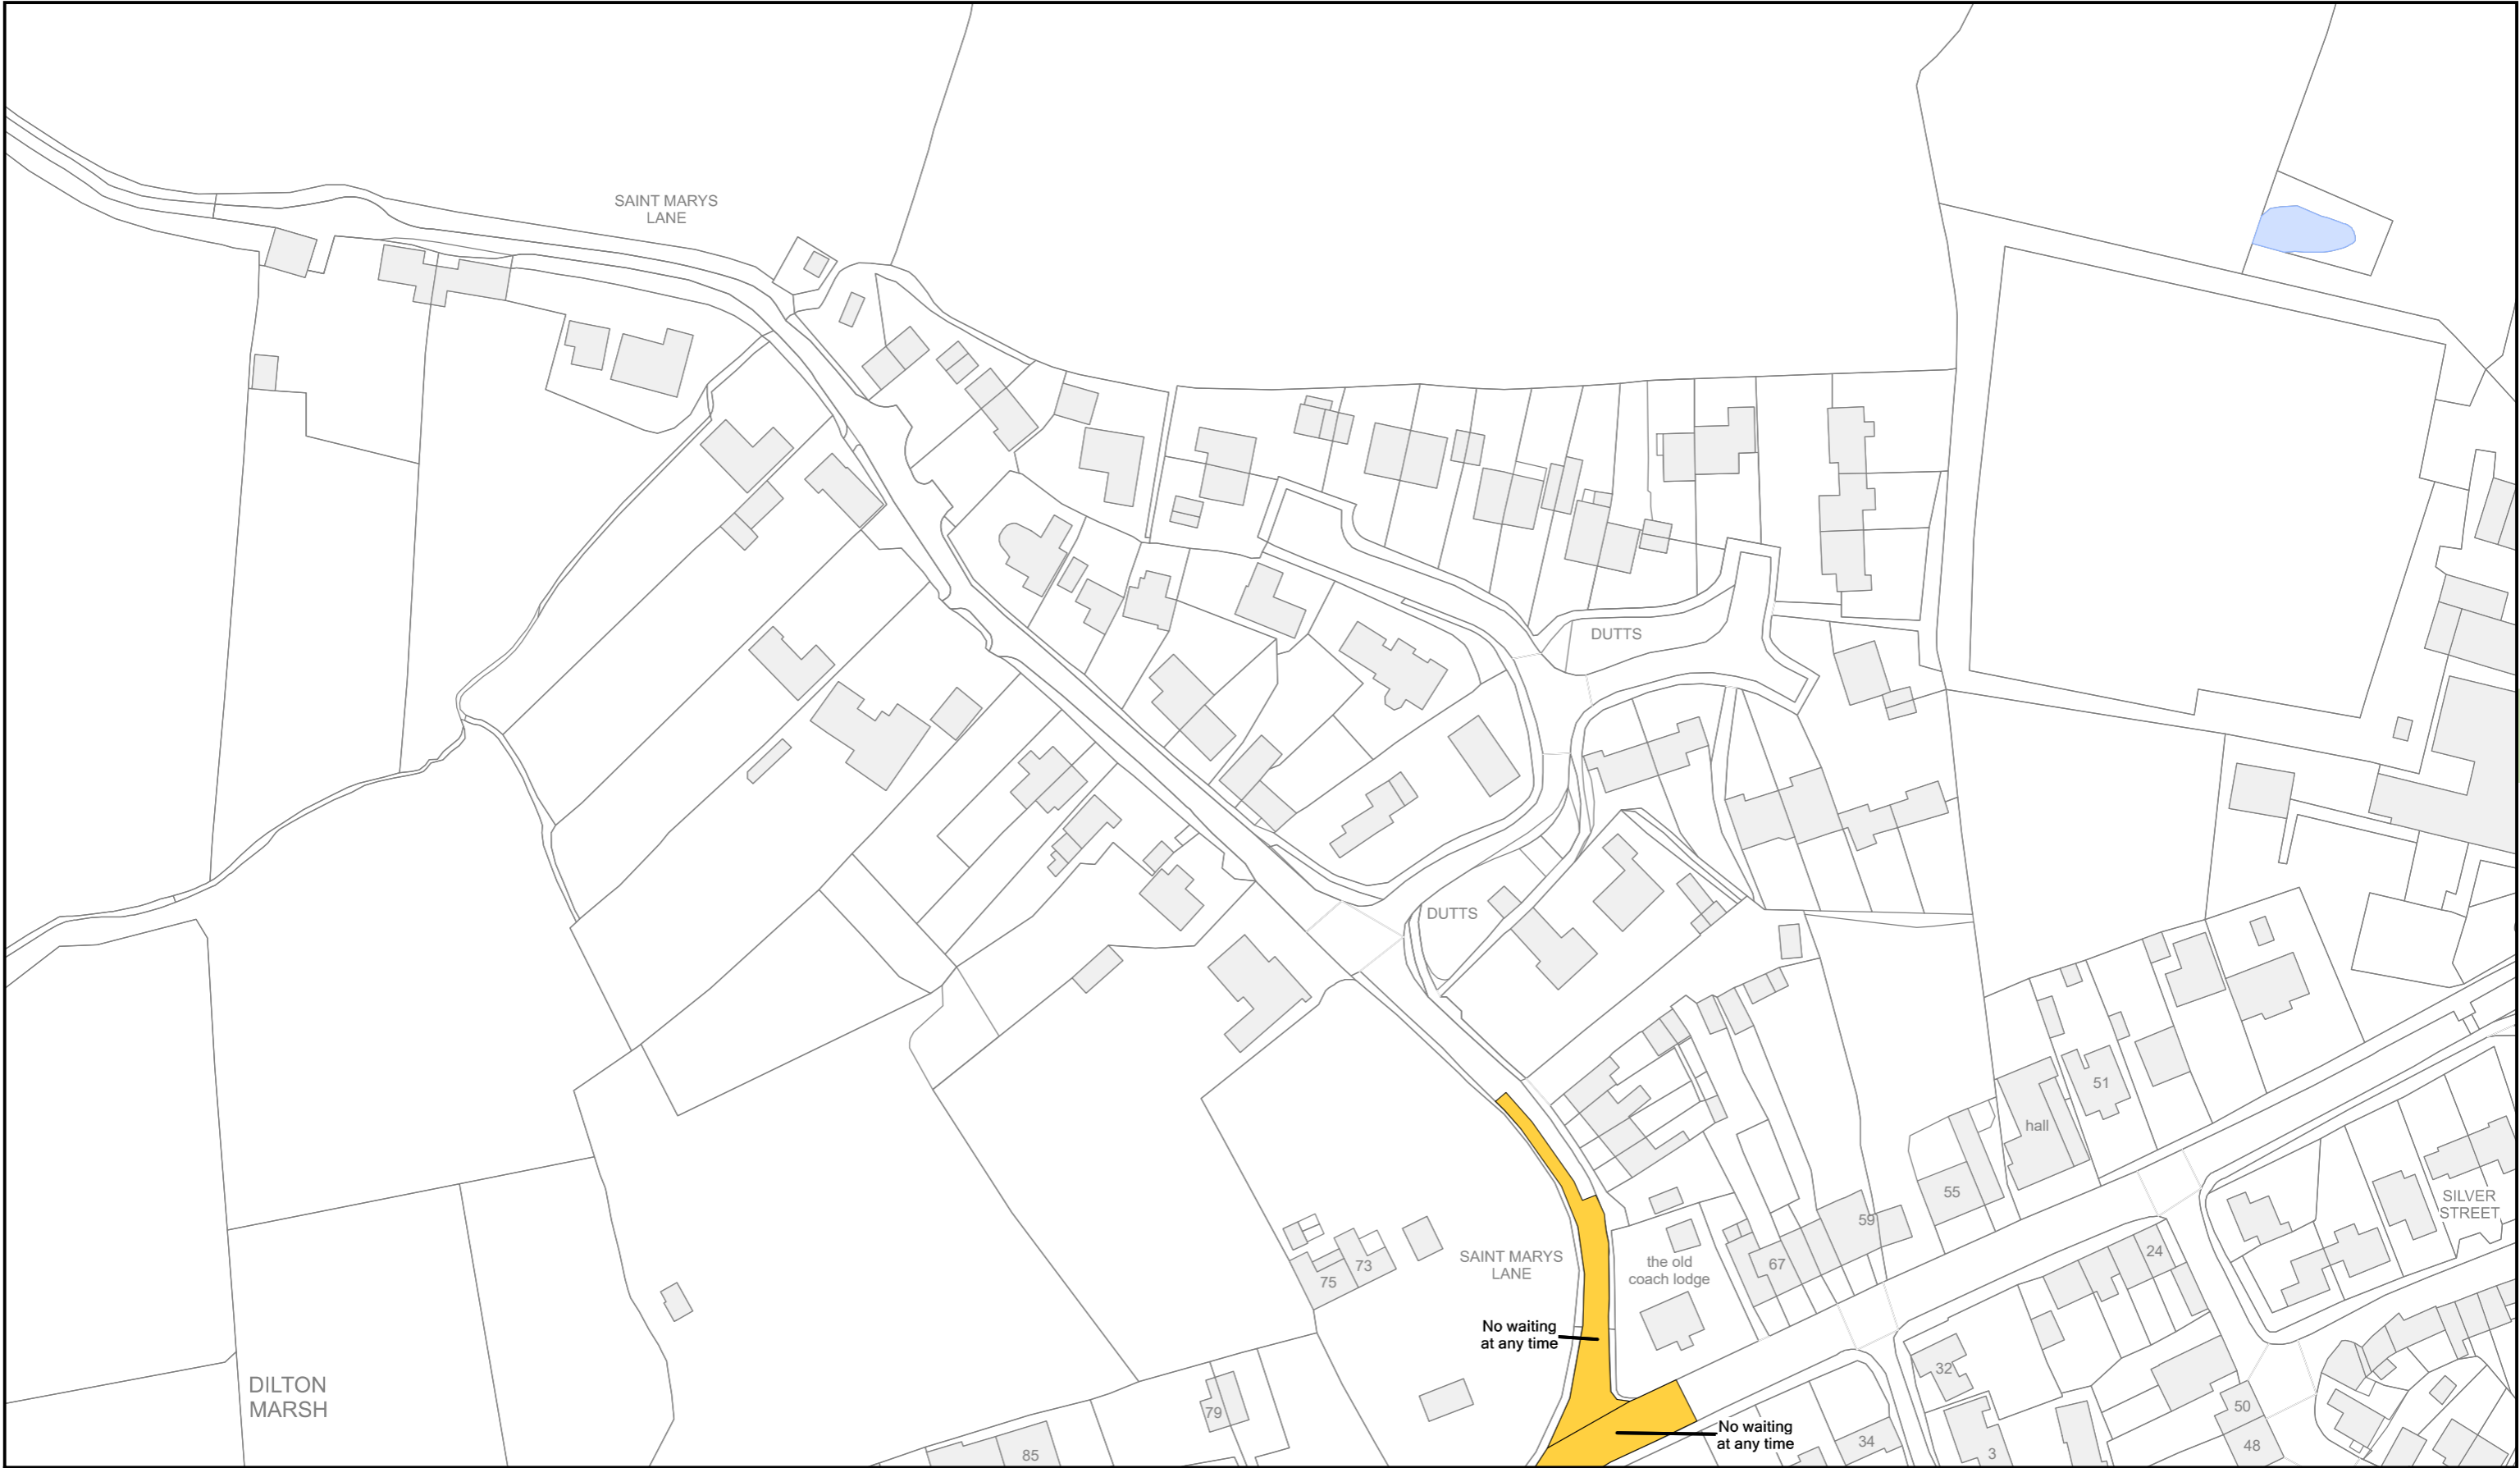 SAINT MARYS
LANE
DUTTS
DUTTS
51
hall
55
59
SILVER
STREET
SAINT MARYS
LANE
the old
coach lodge
67
24
73
75
No waiting
at any time
32
DILTON
MARSH
79
50
No waiting
at any time
34
48
85
3